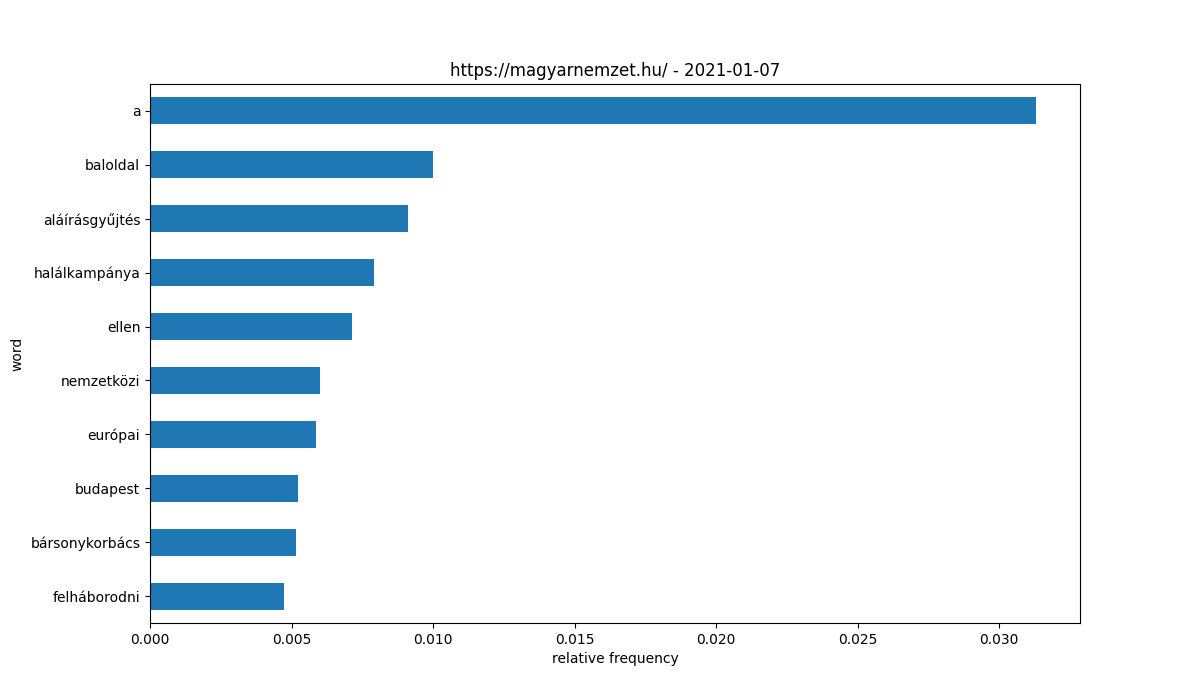 https://magyarnemzet.hu/ - 2021-01-07
a
baloldal
aláírásgyűjtés
halálkampánya
ellen
nemzetközi
európai
budapest
bársonykorbács
felháborodni
word
0.000 0.005 0.010 0.015 0.020 0.025 0.030
relative frequency